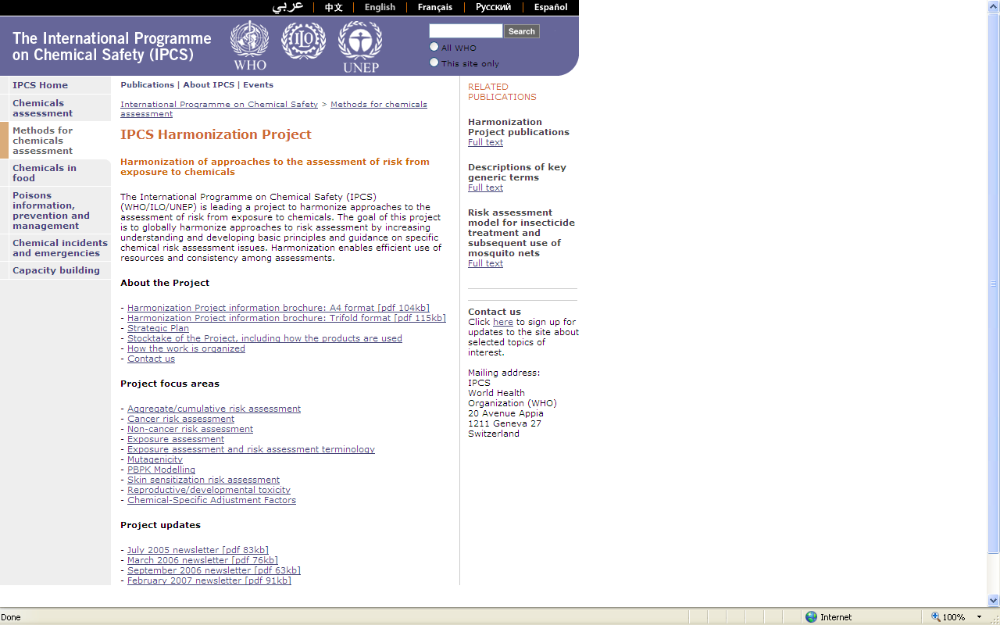 عربي
中文
English
Français
Русский
Español
The International Programme
on Chemical Safety (IPCS)
WHO
ILO
UNEP
Search
All WHO
This site only
IPCS Home
Chemicals
assessment
Methods for
chemicals
assessment
Chemicals in
food
Poisons
information,
prevention and
management
Chemical incidents
and emergencies
Capacity building
Publications | About IPCS | Events
International Programme on Chemical Safety > Methods for chemicals
assessment
IPCS Harmonization Project
Harmonization of approaches to the assessment of risk from
exposure to chemicals
The International Programme on Chemical Safety (IPCS)
(WHO/ILO/UNEP) is leading a project to harmonize approaches to the
assessment of risk from exposure to chemicals. The goal of this project
is to globally harmonize approaches to risk assessment by increasing
understanding and developing basic principles and guidance on specific
chemical risk assessment issues. Harmonization enables efficient use of
resources and consistency among assessments.
About the Project
- Harmonization Project information brochure: A4 format [pdf 104kb]
- Harmonization Project information brochure: Trifold format [pdf 115kb]
- Strategic Plan
- Stocktake of the Project, including how the products are used
- How the work is organized
- Contact us
Project focus areas
- Aggregate/cumulative risk assessment
- Cancer risk assessment
- Non-cancer risk assessment
- Exposure assessment
- Exposure assessment and risk assessment terminology
- Mutagenicity
- PBPK Modelling
- Skin sensitization risk assessment
- Reproductive/developmental toxicity
- Chemical-Specific Adjustment Factors
Project updates
- July 2005 newsletter [pdf 83kb]
- March 2006 newsletter [pdf 76kb]
- September 2006 newsletter [pdf 63kb]
- February 2007 newsletter [pdf 91kb]
RELATED
PUBLICATIONS
Harmonization
Project publications
Full text
Descriptions of key
generic terms
Full text
Risk assessment
model for insecticide
treatment and
subsequent use of
mosquito nets
Full text
Contact us
Click here to sign up for
updates to the site about
selected topics of
interest.
Mailing address:
IPCS
World Health
Organization (WHO)
20 Avenue Appia
1211 Geneva 27
Switzerland
Done
Internet
100%